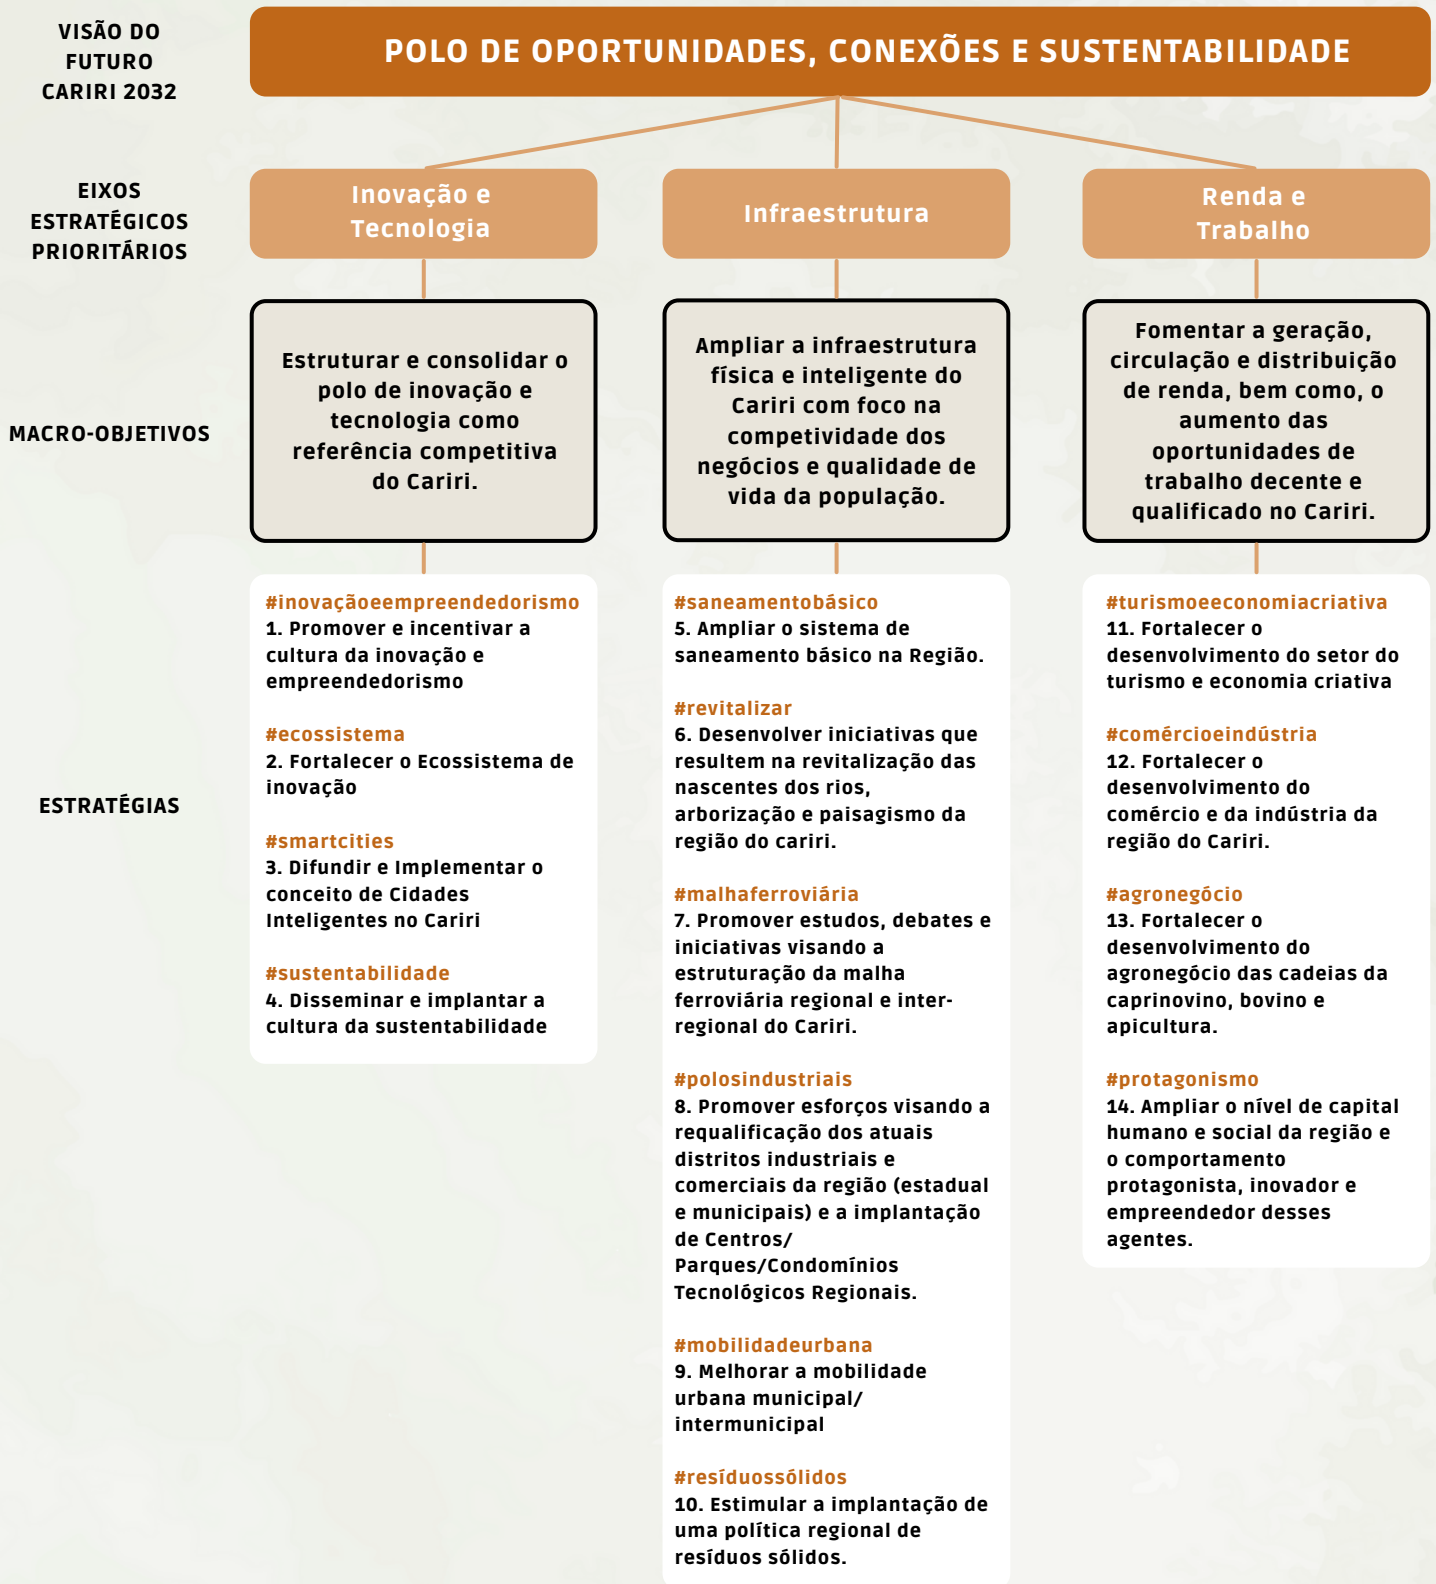 VISÃO DO
FUTURO
CARIRI 2032
POLO DE OPORTUNIDADES, CONEXÕES E SUSTENTABILIDADE
EIXOS
ESTRATÉGICOS
PRIORITÁRIOS
Inovação e
Tecnologia
Infraestrutura
Renda e
Trabalho
MACRO-OBJETIVOS
Estruturar e consolidar o
polo de inovação e
tecnologia como
referência competitiva
do Cariri.
Ampliar a infraestrutura
física e inteligente do
Cariri com foco na
competividade dos
negócios e qualidade de
vida da população.
Fomentar a geração,
circulação e distribuição
de renda, bem como, o
aumento das
oportunidades de
trabalho decente e
qualificado no Cariri.
ESTRATÉGIAS
#inovaçãoeempreendedorismo
1. Promover e incentivar a
cultura da inovação e
empreendedorismo
#ecossistema
2. Fortalecer o Ecossistema de
inovação
#smartcities
3. Difundir e Implementar o
conceito de Cidades
Inteligentes no Cariri
#sustentabilidade
4. Disseminar e implantar a
cultura da sustentabilidade
#saneamentobásico
5. Ampliar o sistema de
saneamento básico na Região.
#revitalizar
6. Desenvolver iniciativas que
resultem na revitalização das
nascentes dos rios,
arborização e paisagismo da
região do cariri.
#malhaferroviária
7. Promover estudos, debates e
iniciativas visando a
estruturação da malha
ferroviária regional e inter-
regional do Cariri.
#polosindustriais
8. Promover esforços visando a
requalificação dos atuais
distritos industriais e
comerciais da região (estadual
e municipais) e a implantação
de Centros/
Parques/Condomínios
Tecnológicos Regionais.
#mobilidadeurbana
9. Melhorar a mobilidade
urbana municipal/
intermunicipal
#resíduossólidos
10. Estimular a implantação de
uma política regional de
resíduos sólidos.
#turismoeeconomiacriativa
11. Fortalecer o
desenvolvimento do setor do
turismo e economia criativa
#comércioeindústria
12. Fortalecer o
desenvolvimento do
comércio e da indústria da
região do Cariri.
#agronegócio
13. Fortalecer o
desenvolvimento do
agronegócio das cadeias da
caprinovino, bovino e
apicultura.
#protagonismo
14. Ampliar o nível de capital
humano e social da região e
o comportamento
protagonista, inovador e
empreendedor desses
agentes.